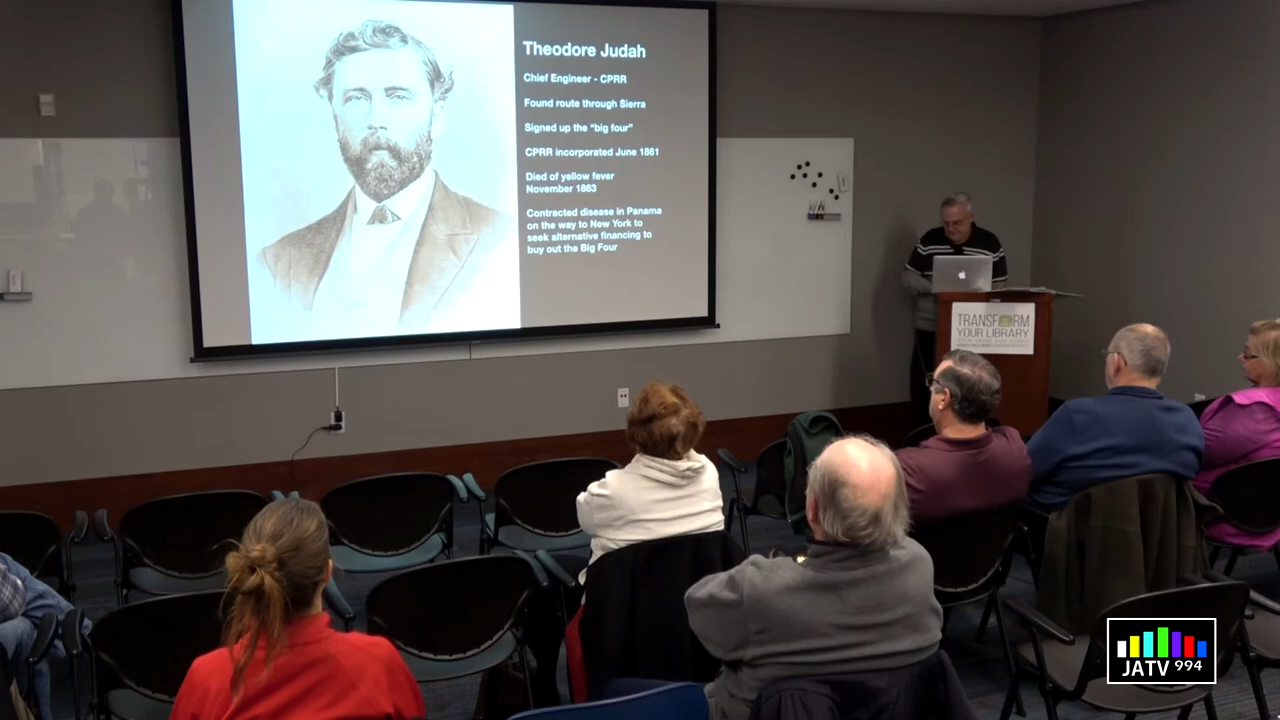 Theodore Judah
Chief Engineer - CPRR
Found route through Sierra
Signed up the "big four"
CPRR incorporated June 1861
Died of yellow fever
November 1863
Contracted disease in Panama
on the way to New York to
seek alternative financing to
buy out the Big Four
TRANSFORM
YOUR LIBRARY
JATV 994